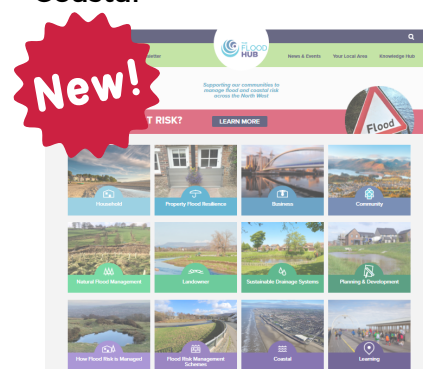 Coastal
New!
THE
FLOOD
HUB
News & Events
Your Local Area
Knowledge Hub
Supporting our communities to
manage flood and coastal risk
across the North West
RISK?
LEARN MORE
Flood
Household
Property Flood Resilience
Business
Community
Natural Flood Management
Landowner
Sustainable Drainage Systems
Planning & Development
How Flood Risk is Managed
Flood Risk Management
Schemes
Coastal
Learning